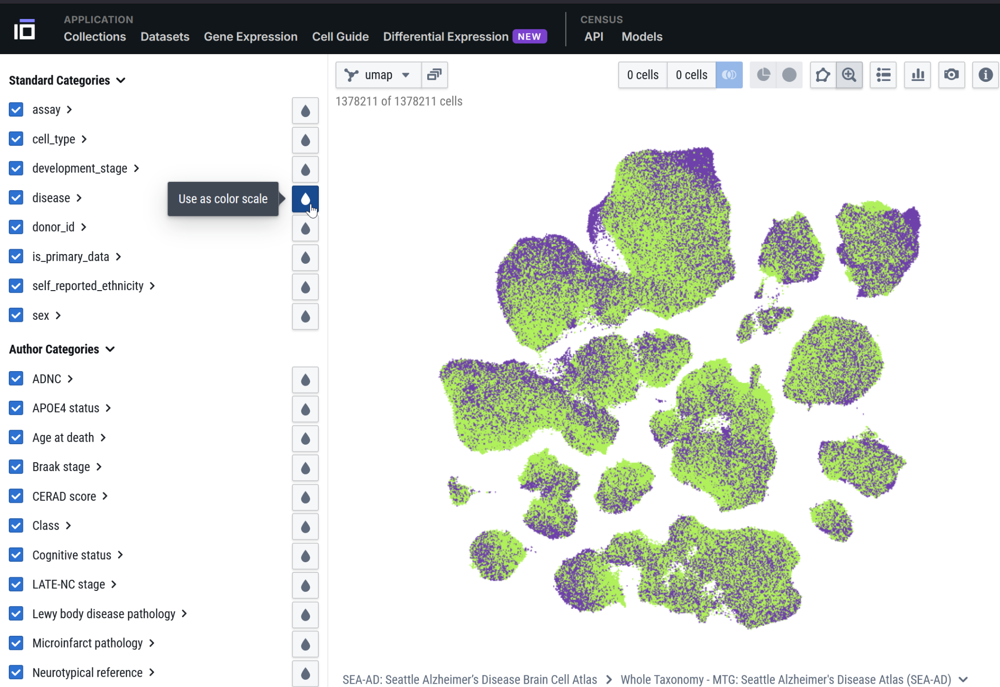 APPLICATION
Collections Datasets Gene Expression Cell Guide Differential Expression NEW
CENSUS
API Models
Standard Categories
assay
cell_type
development_stage
disease
Use as color scale
donor_id
is_primary_data
self_reported_ethnicity
sex
Author Categories
ADNC
APOE4 status
Age at death
Braak stage
CERAD score
Class
Cognitive status
LATE-NC stage
Lewy body disease pathology
Microinfarct pathology
Neurotypical reference
umap
0 cells 0 cells
1378211 of 1378211 cells
SEA-AD: Seattle Alzheimer’s Disease Brain Cell Atlas Whole Taxonomy - MTG: Seattle Alzheimer's Disease Atlas (SEA-AD)